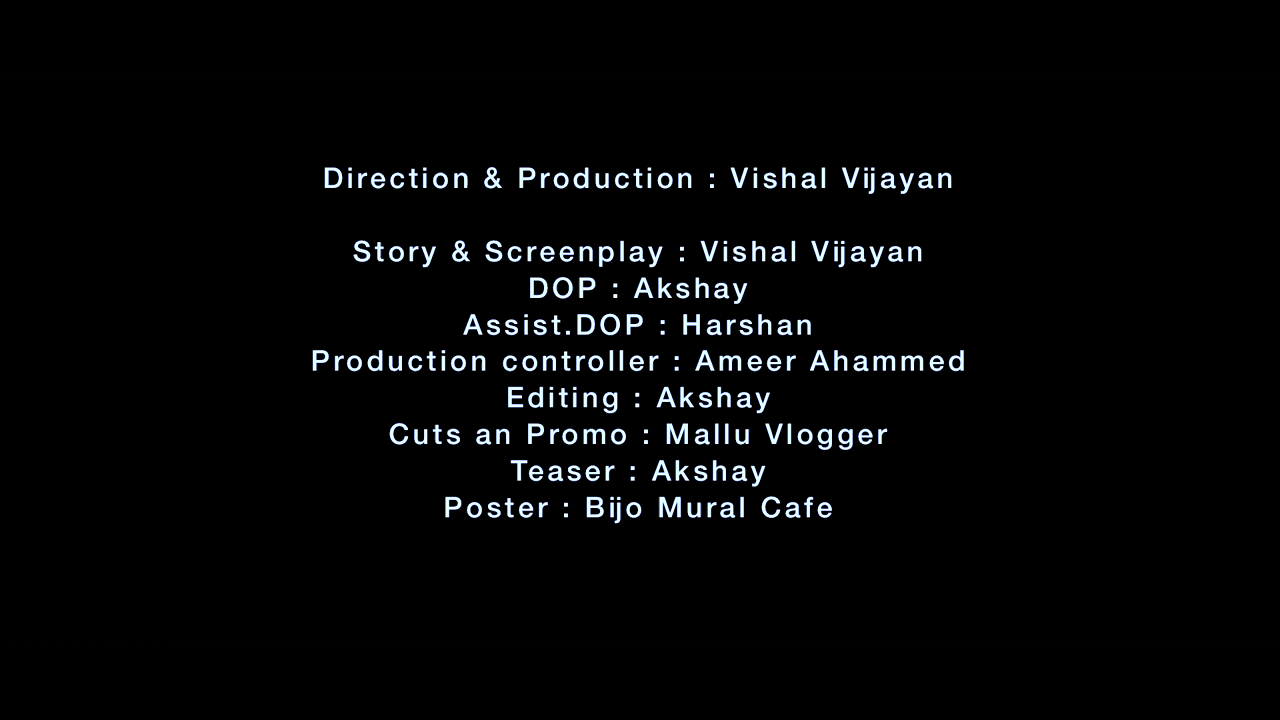 Direction & Production : Vishal Vijayan
Story & Screenplay : Vishal Vijayan
DOP : Akshay
Assist.DOP : Harshan
Production controller : Ameer Ahammed
Editing : Akshay
Cuts an Promo : Mallu Vlogger
Teaser : Akshay
Poster : Bijo Mural Cafe